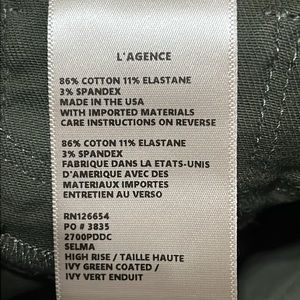 L'AGENCE
86% COTTON 11% ELASTANE
3% SPANDEX
MADE IN THE USA
WITH IMPORTED MATERIALS
CARE INSTRUCTIONS ON REVERSE
86% COTTON 11% ELASTANE
3% SPANDEX
FABRIQUE DANS LA ETATS-UNIS
D'AMERIQUE AVEC DES
MATERIAUX IMPORTES
ENTRETIEN AU VERSO
RN126654
PO # 3835
2700PDDC
SELMA
HIGH RISE / TAILLE HAUTE
IVY GREEN COATED /
IVY VERT ENDUIT